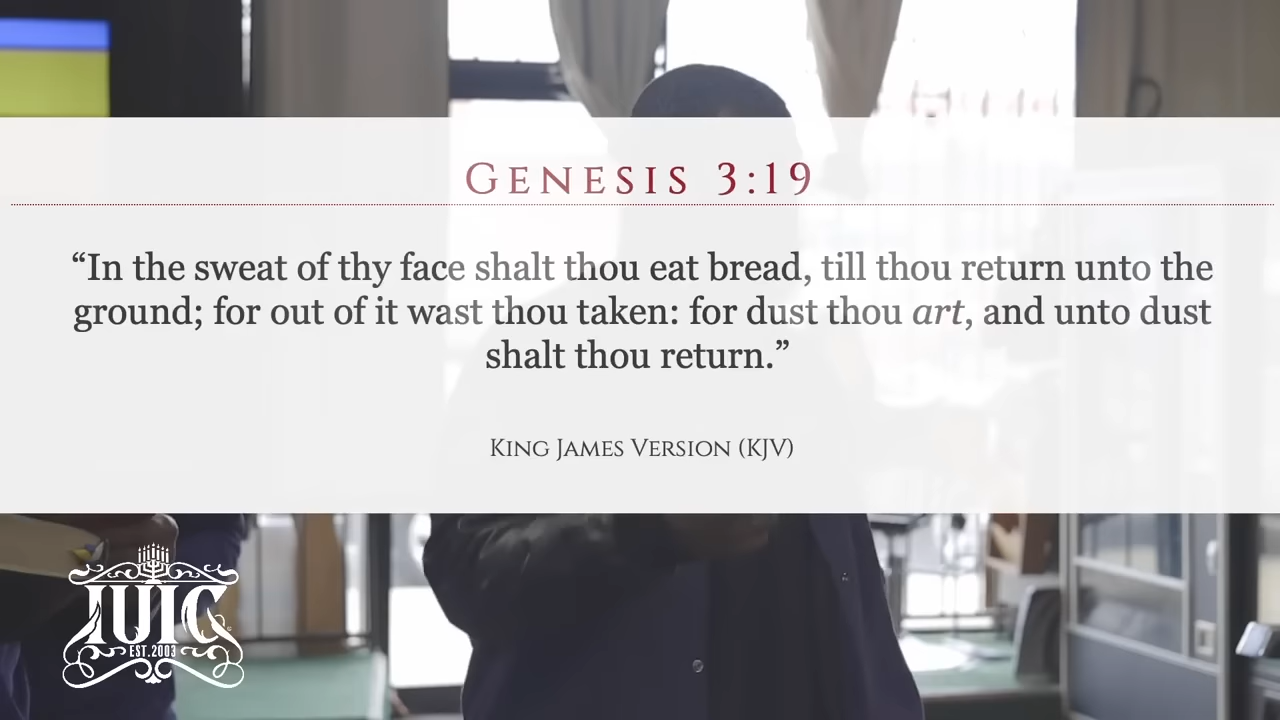 Genesis 3:19
“In the sweat of thy face shalt thou eat bread, till thou return unto the
ground; for out of it wast thou taken: for dust thou art, and unto dust
shalt thou return.”
King James Version (KJV)
IUIC
EST. 2003